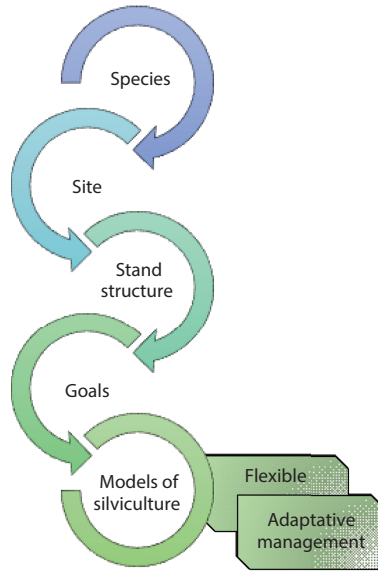 Species
Site
Stand
structure
Goals
Models of
silviculture
Flexible
Adaptative
management